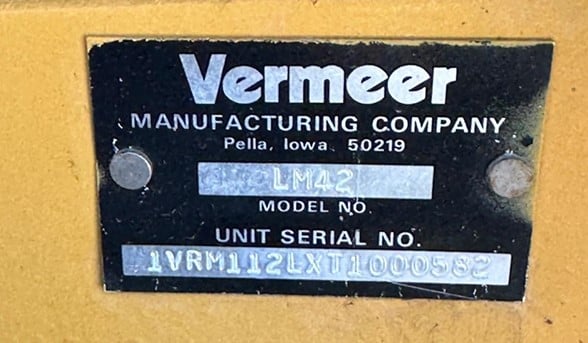 Vermeer
MANUFACTURING COMPANY
Pella, Iowa 50219
LM42
MODEL NO.
UNIT SERIAL NO.
1VRM112LXT1000582